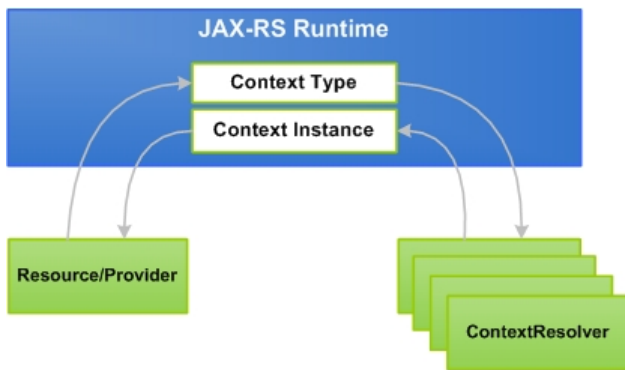 JAX-RS Runtime
Context Type
Context Instance
Resource/Provider
ContextResolver